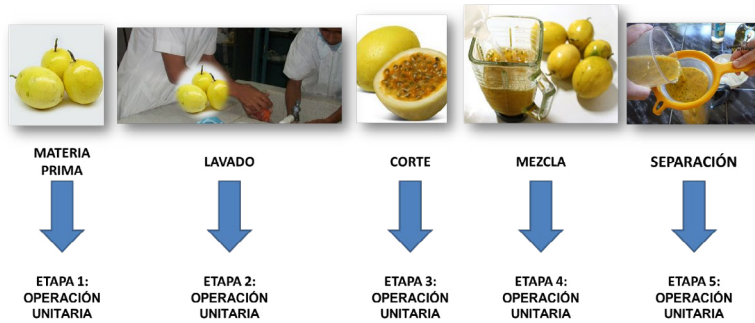 MATERIA
PRIMA
LAVADO
CORTE
MEZCLA
SEPARACIÓN
ETAPA 1:
OPERACIÓN
UNITARIA
ETAPA 2:
OPERACIÓN
UNITARIA
ETAPA 3:
OPERACIÓN
UNITARIA
ETAPA 4:
OPERACIÓN
UNITARIA
ETAPA 5:
OPERACIÓN
UNITARIA